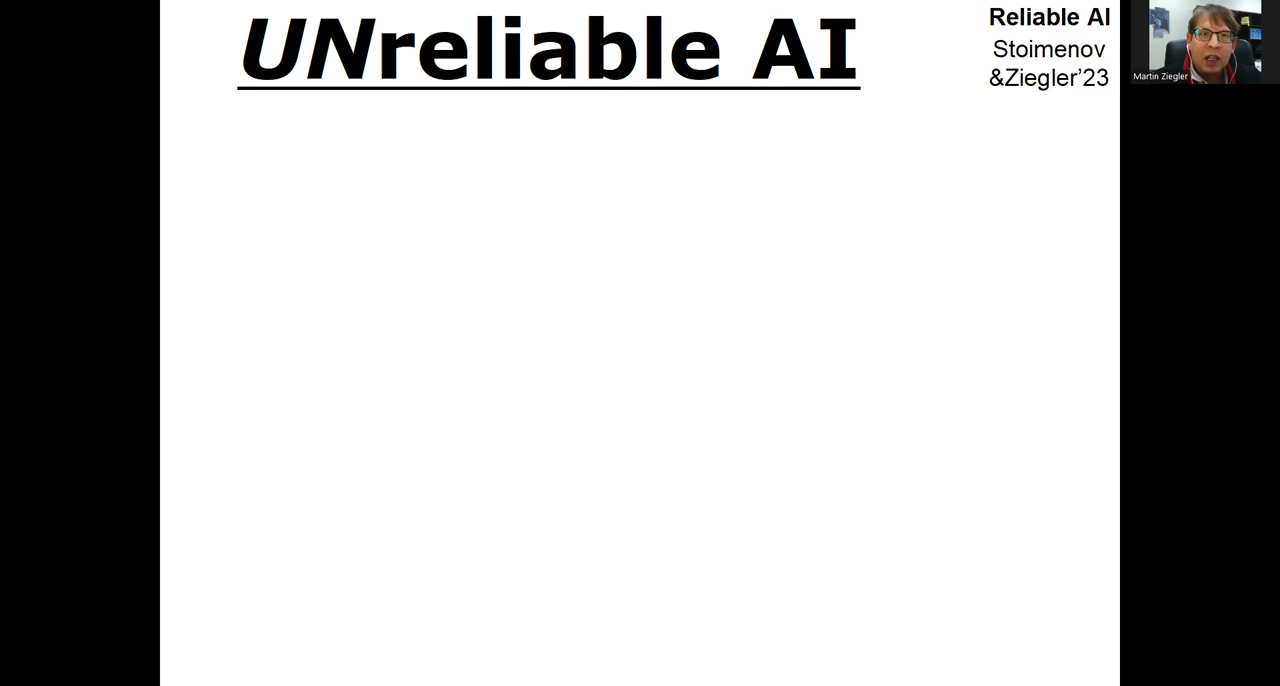 UNreliable AI
Reliable AI
Stoimenov
&Ziegler’23
Martin Ziegler